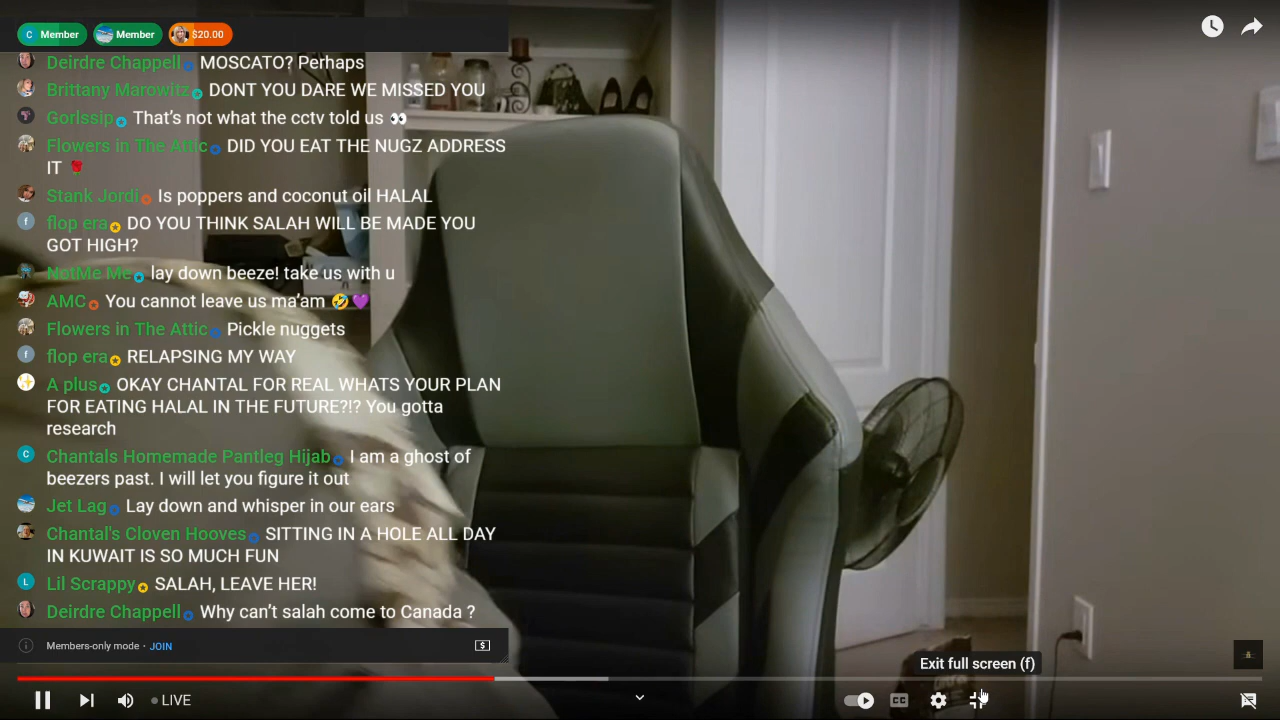 C Member Member $20.00
Deirdre Chappell MOSCATO? Perhaps
Brittany Marowitz DONT YOU DARE WE MISSED YOU
Gorlssip That's not what the cctv told us 👀
Flowers in The Attic DID YOU EAT THE NUGZ ADDRESS
IT 🌹
Stank Jordi Is poppers and coconut oil HALAL
f flop era DO YOU THINK SALAH WILL BE MADE YOU
GOT HIGH?
NotMe Me lay down beeze! take us with u
AMC You cannot leave us ma'am 🤣💜
Flowers in The Attic Pickle nuggets
f flop era RELAPSING MY WAY
A plus OKAY CHANTAL FOR REAL WHATS YOUR PLAN
FOR EATING HALAL IN THE FUTURE?!? You gotta
research
C Chantals Homemade Pantleg Hijab I am a ghost of
beezers past. I will let you figure it out
Jet Lag Lay down and whisper in our ears
Chantal's Cloven Hooves SITTING IN A HOLE ALL DAY
IN KUWAIT IS SO MUCH FUN
L Lil Scrappy SALAH, LEAVE HER!
Deirdre Chappell Why can't salah come to Canada ?
Members-only mode · JOIN
Exit full screen (f)
LIVE
CC